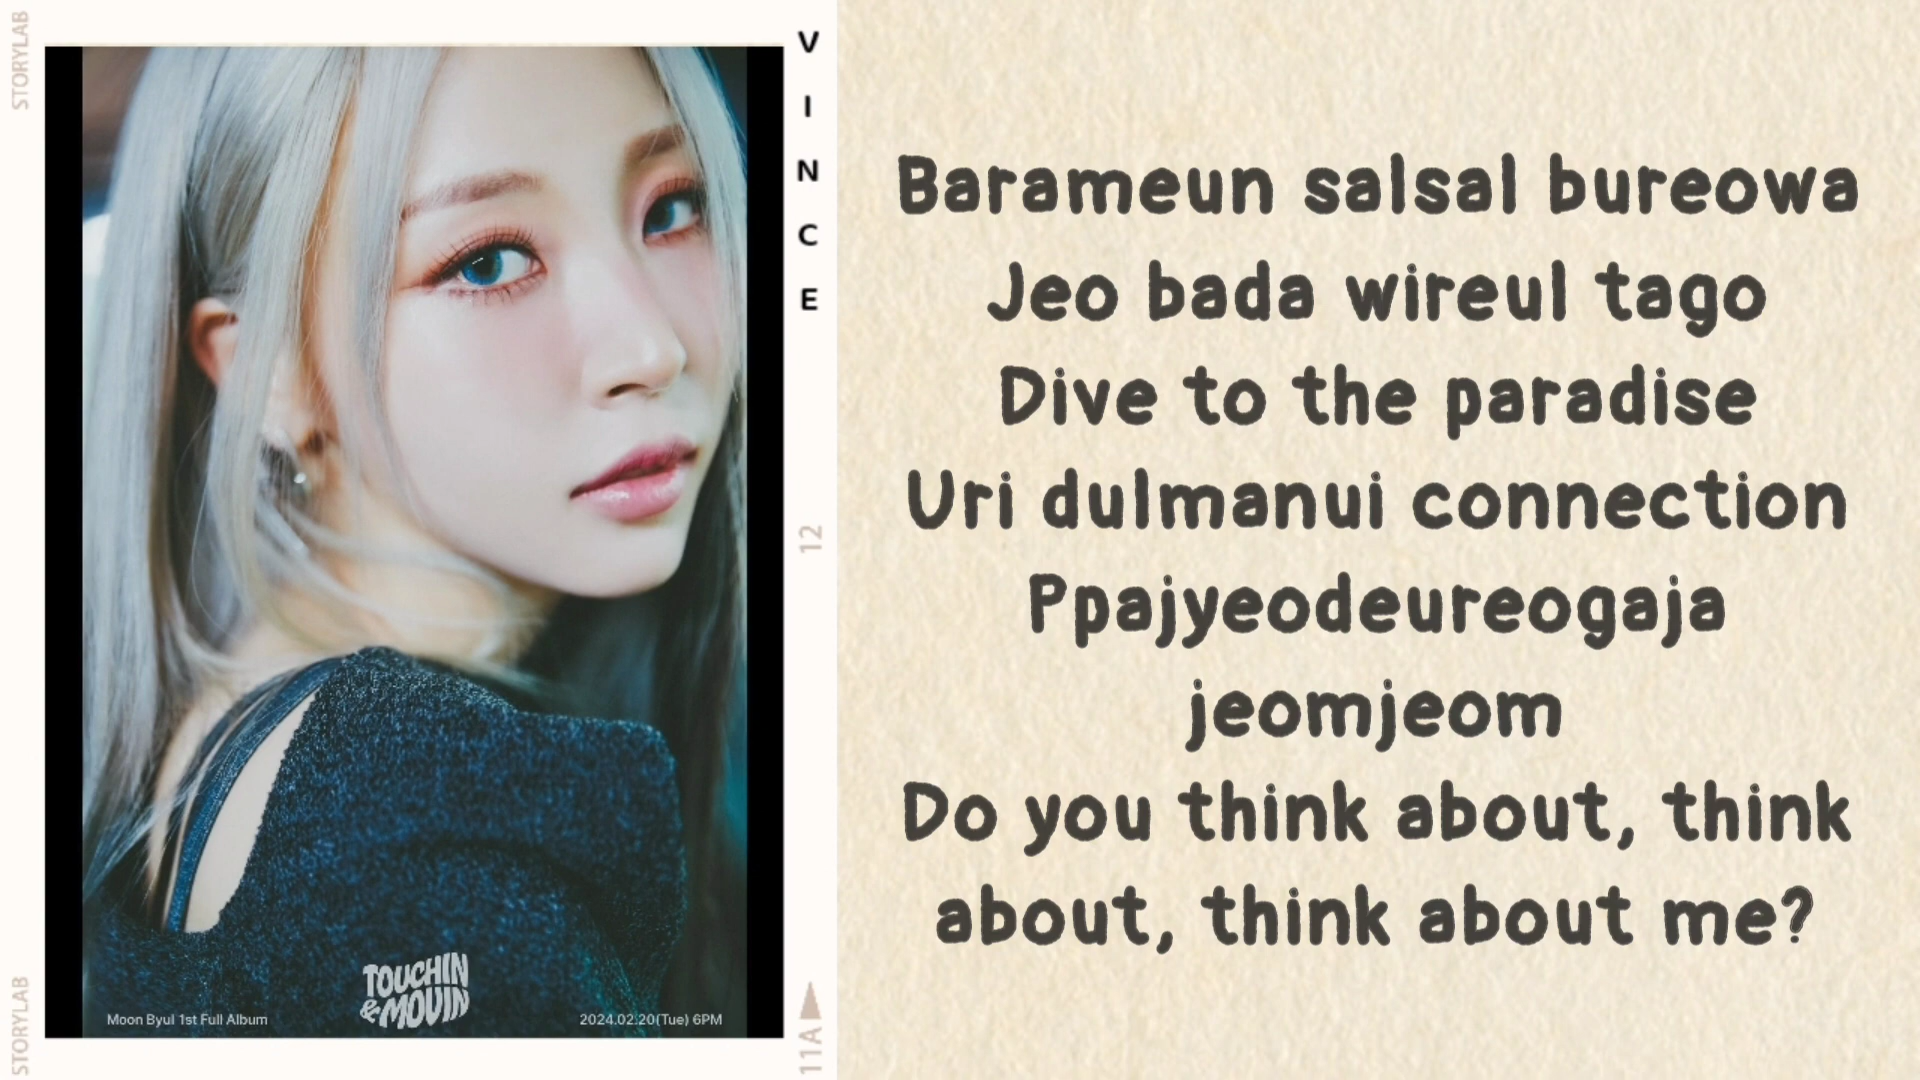 STORYLAB
STORYLAB
TOUCHIN
&MOVIN
Moon Byul 1st Full Album
2024.02.20(Tue) 6PM
VINCE
12
11A
Barameun salsal bureowa
Jeo bada wireul tago
Dive to the paradise
Uri dulmanui connection
Ppajyeodeureogaja
jeomjeom
Do you think about, think
about, think about me?